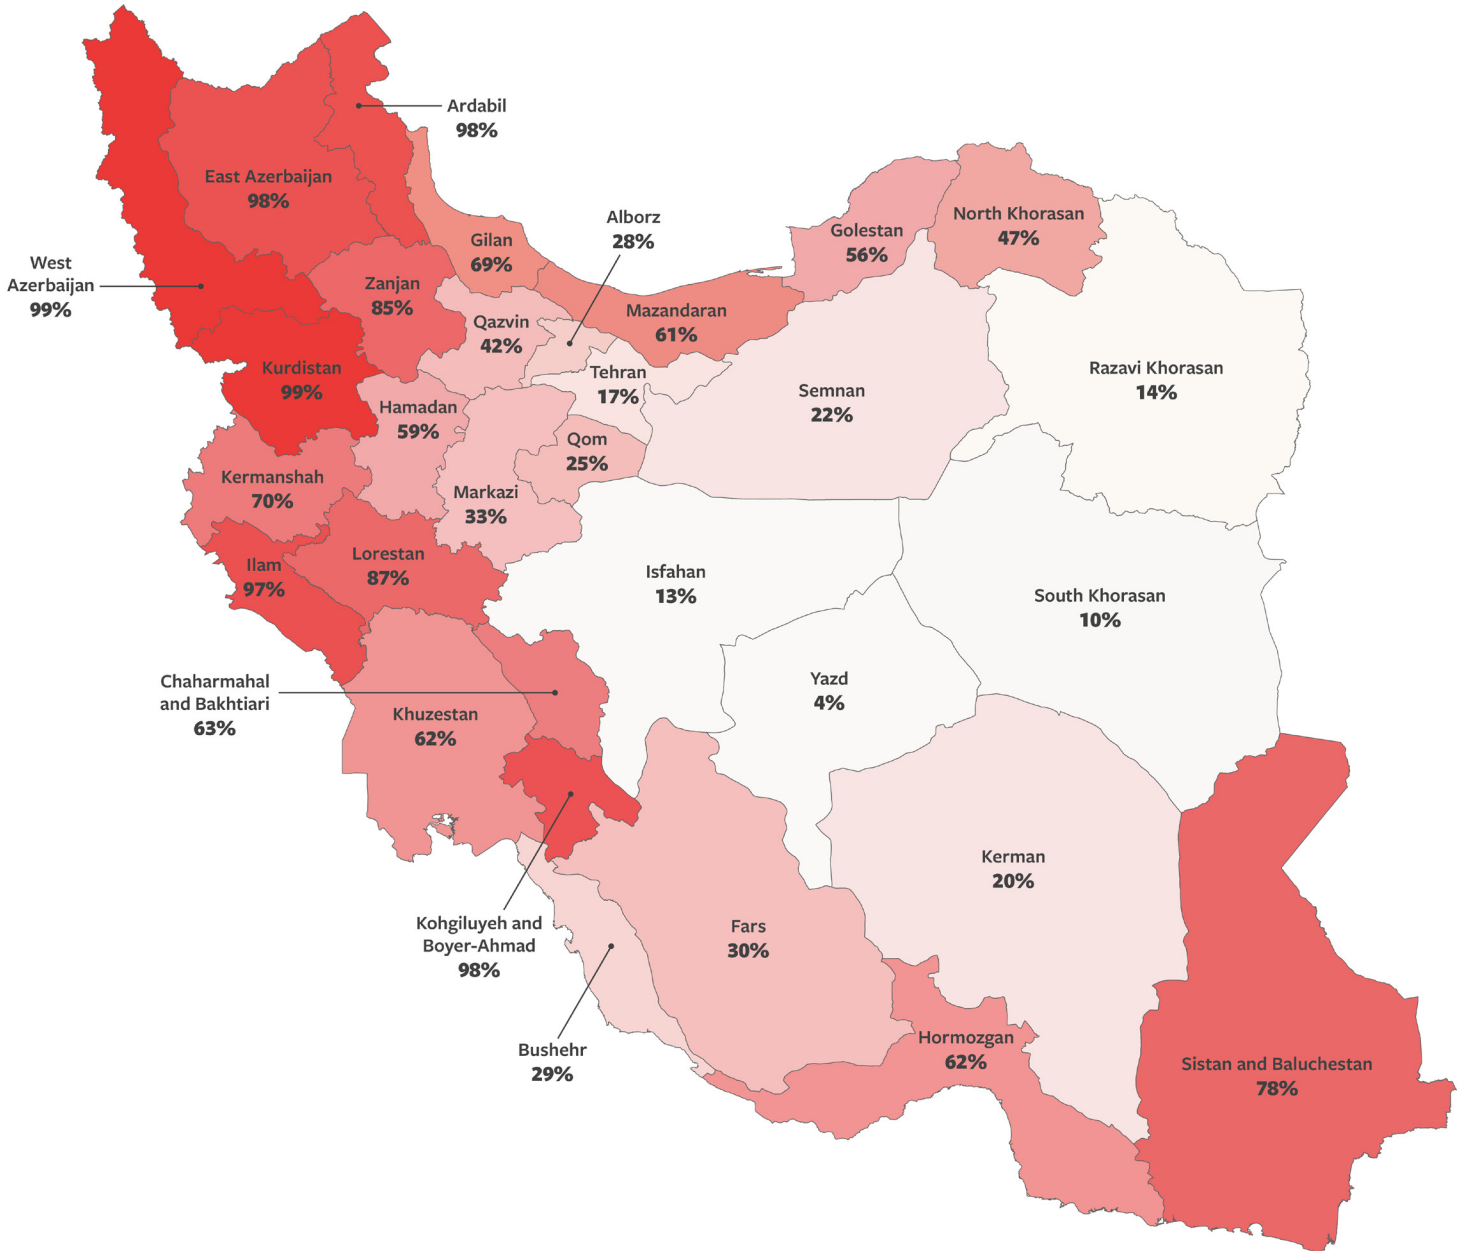 Ardabil
98%
East Azerbaijan
98%
Alborz
28%
Golestan
56%
North Khorasan
47%
Gilan
69%
West
Azerbaijan
99%
Zanjan
85%
Qazvin
42%
Mazandaran
61%
Kurdistan
99%
Tehran
17%
Semnan
22%
Razavi Khorasan
14%
Hamadan
59%
Qom
25%
Kermanshah
70%
Markazi
33%
Lorestan
87%
Ilam
97%
Isfahan
13%
South Khorasan
10%
Chaharmahal
and Bakhtiari
63%
Khuzestan
62%
Yazd
4%
Kerman
20%
Kohgiluyeh and
Boyer-Ahmad
98%
Fars
30%
Bushehr
29%
Hormozgan
62%
Sistan and Baluchestan
78%